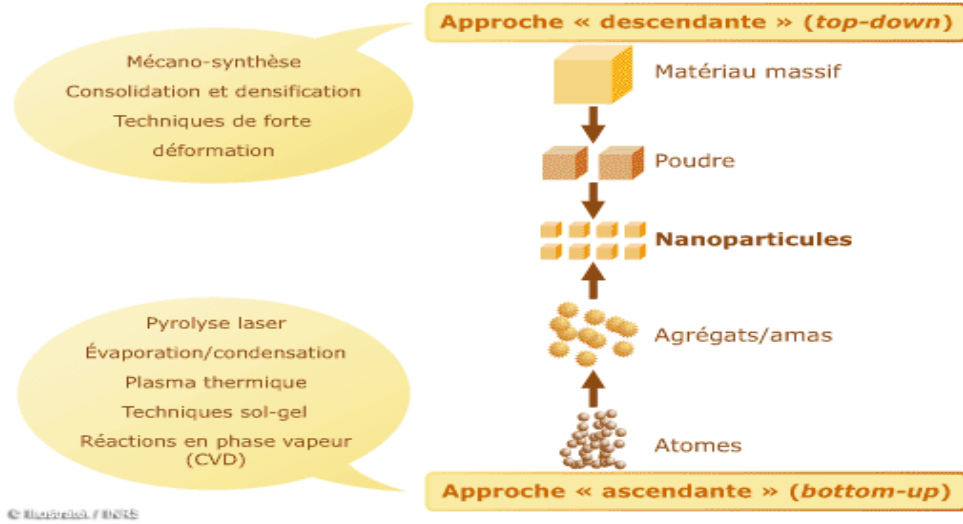 Approche « descendante » (top-down)
Mécano-synthèse
Consolidation et densification
Techniques de forte
déformation
Matériau massif
Poudre
Nanoparticules
Agrégats/amas
Atomes
Pyrolyse laser
Évaporation/condensation
Plasma thermique
Techniques sol-gel
Réactions en phase vapeur
(CVD)
Approche « ascendante » (bottom-up)